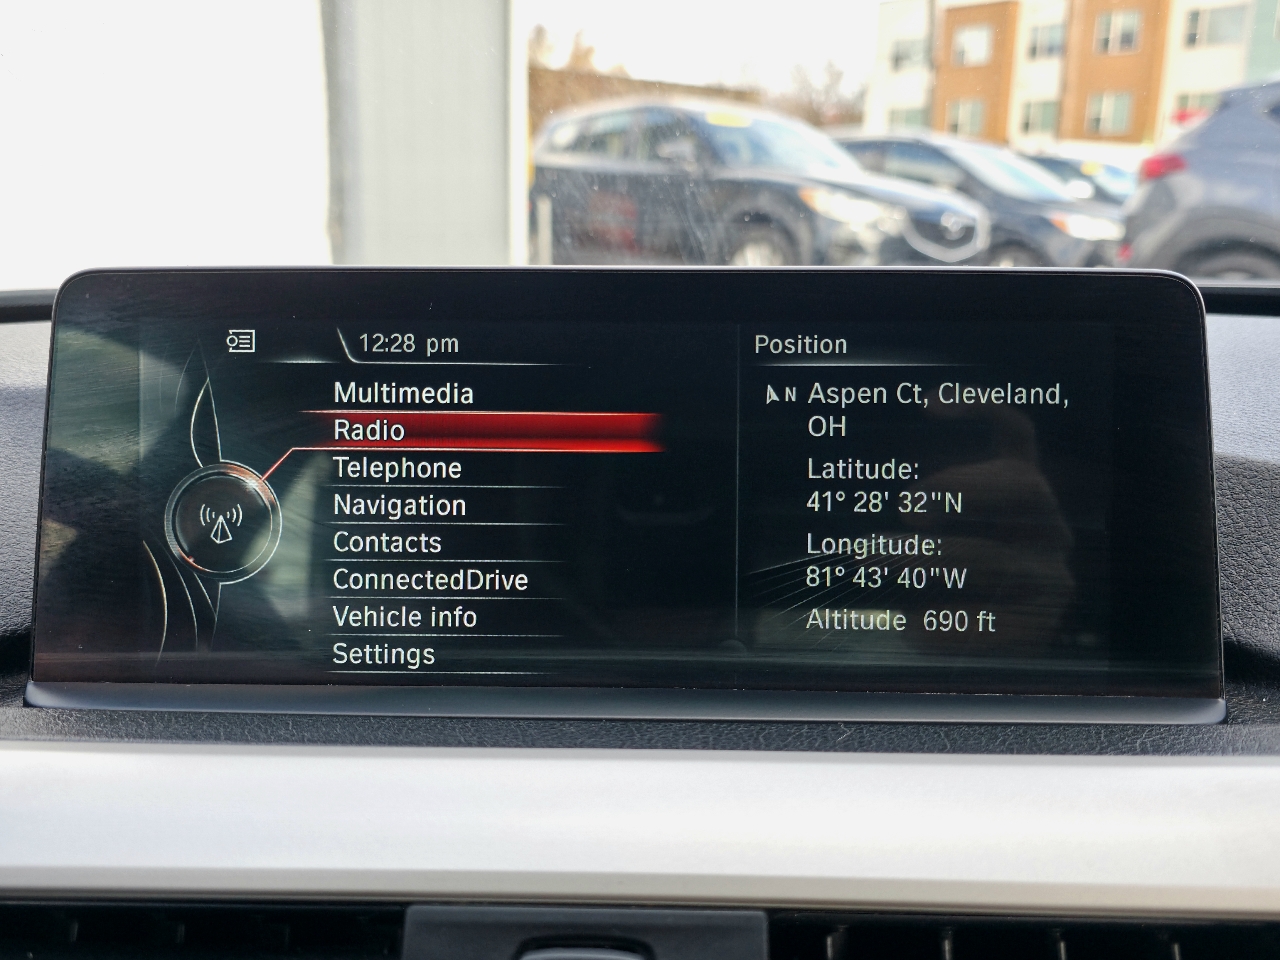 12:28 pm
Multimedia
Radio
Telephone
Navigation
Contacts
ConnectedDrive
Vehicle info
Settings
Position
N Aspen Ct, Cleveland,
OH
Latitude:
41° 28' 32"N
Longitude:
81° 43' 40"W
Altitude 690 ft